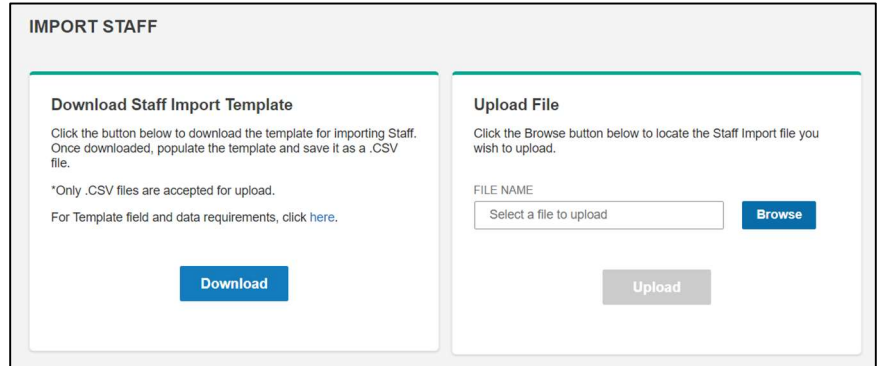 IMPORT STAFF
Download Staff Import Template
Click the button below to download the template for importing Staff.
Once downloaded, populate the template and save it as a .CSV
file.
*Only .CSV files are accepted for upload.
For Template field and data requirements, click here.
Download
Upload File
Click the Browse button below to locate the Staff Import file you
wish to upload.
FILE NAME
Select a file to upload
Browse
Upload